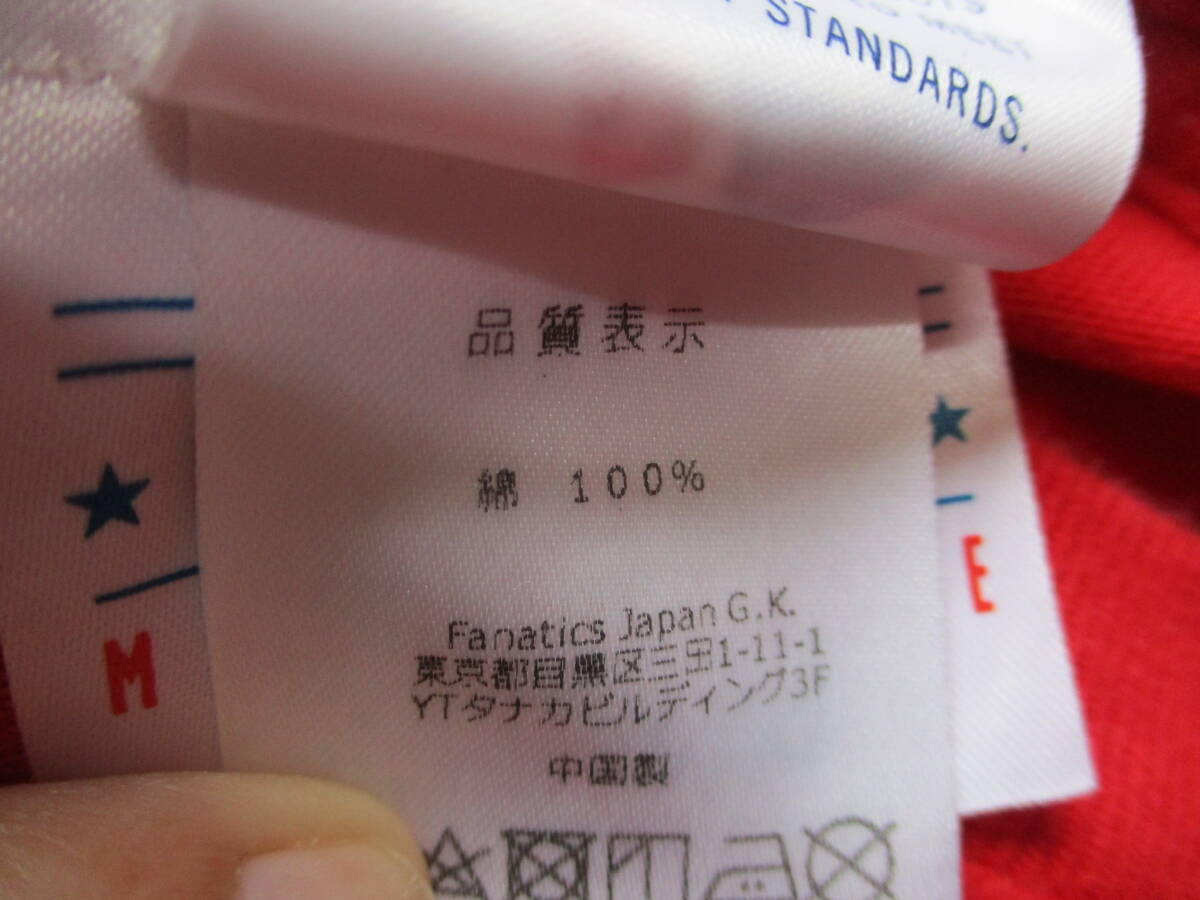 STANDARDS.
品質表示
綿 100%
Fanatics Japan G.K.
東京都目黒区三田1-11-1
YTタナカビルディング3F
中国製
M
E